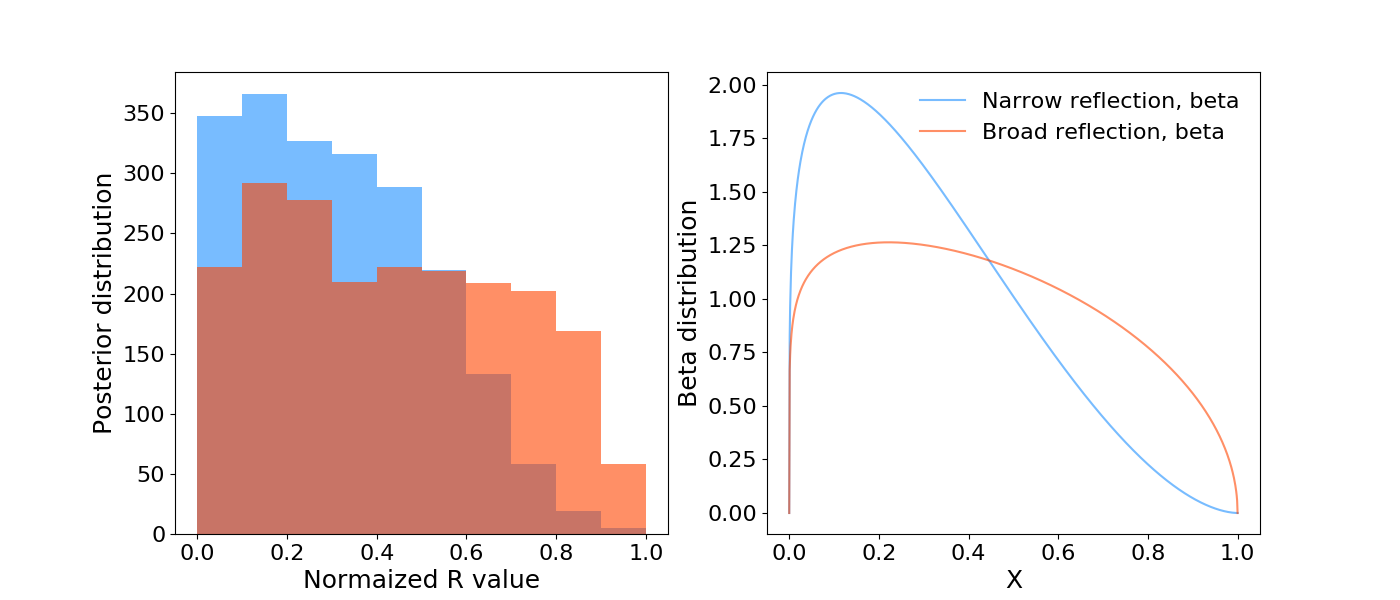 Posterior distribution
350
300
250
200
150
100
50
0
0.0 0.2 0.4 0.6 0.8 1.0
Normaized R value
Beta distribution
2.00
1.75
1.50
1.25
1.00
0.75
0.50
0.25
0.00
Narrow reflection, beta
Broad reflection, beta
0.0 0.2 0.4 0.6 0.8 1.0
X